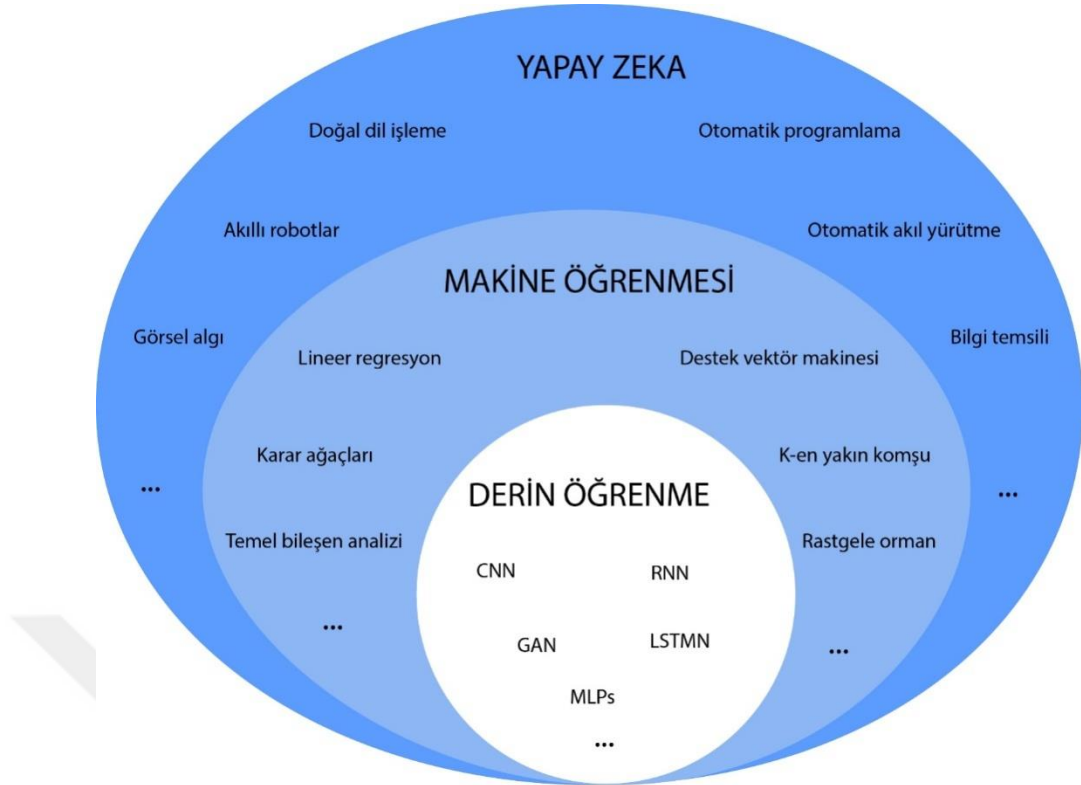 YAPAY ZEKA
Doğal dil işleme
Otomatik programlama
Akıllı robotlar
Otomatik akıl yürütme
MAKİNE ÖĞRENMESİ
Görsel algı
Bilgi temsili
Lineer regresyon
Destek vektör makinesi
Karar ağaçları
K-en yakın komşu
...
...
DERİN ÖĞRENME
Temel bileşen analizi
Rastgele orman
CNN
RNN
...
...
GAN
LSTMN
MLPs
...